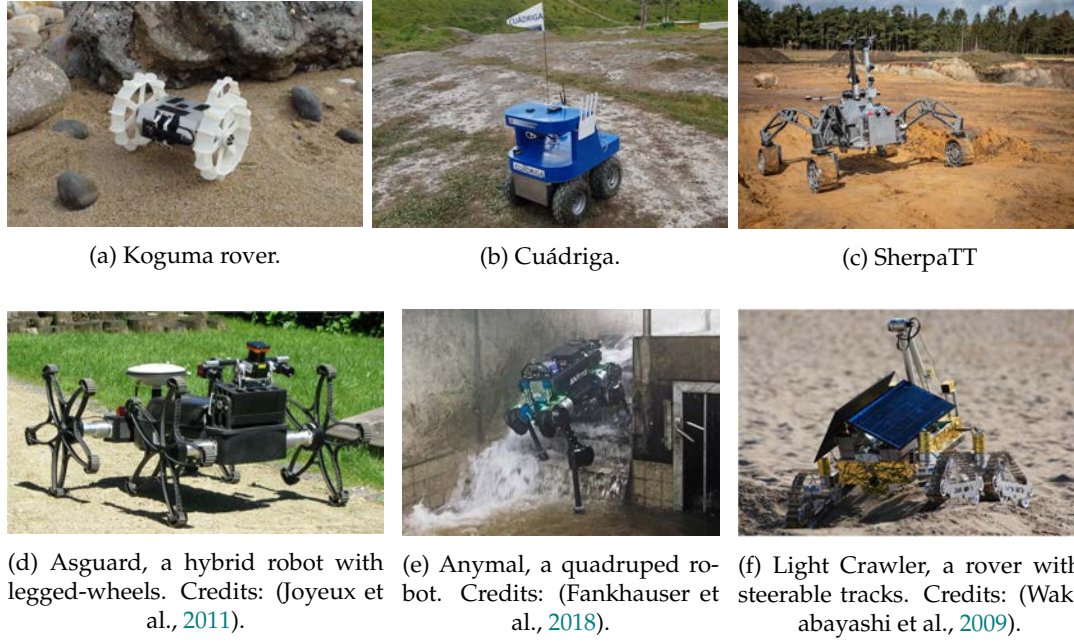 CUÁDRIGA
CUÁDRIGA
(a) Koguma rover.
(b) Cuádriga.
(c) SherpaTT
(d) Asguard, a hybrid robot with
legged-wheels. Credits: (Joyeux et
al., 2011).
(e) Anymal, a quadruped ro-
bot. Credits: (Fankhauser et
al., 2018).
(f) Light Crawler, a rover with
steerable tracks. Credits: (Wak
abayashi et al., 2009).